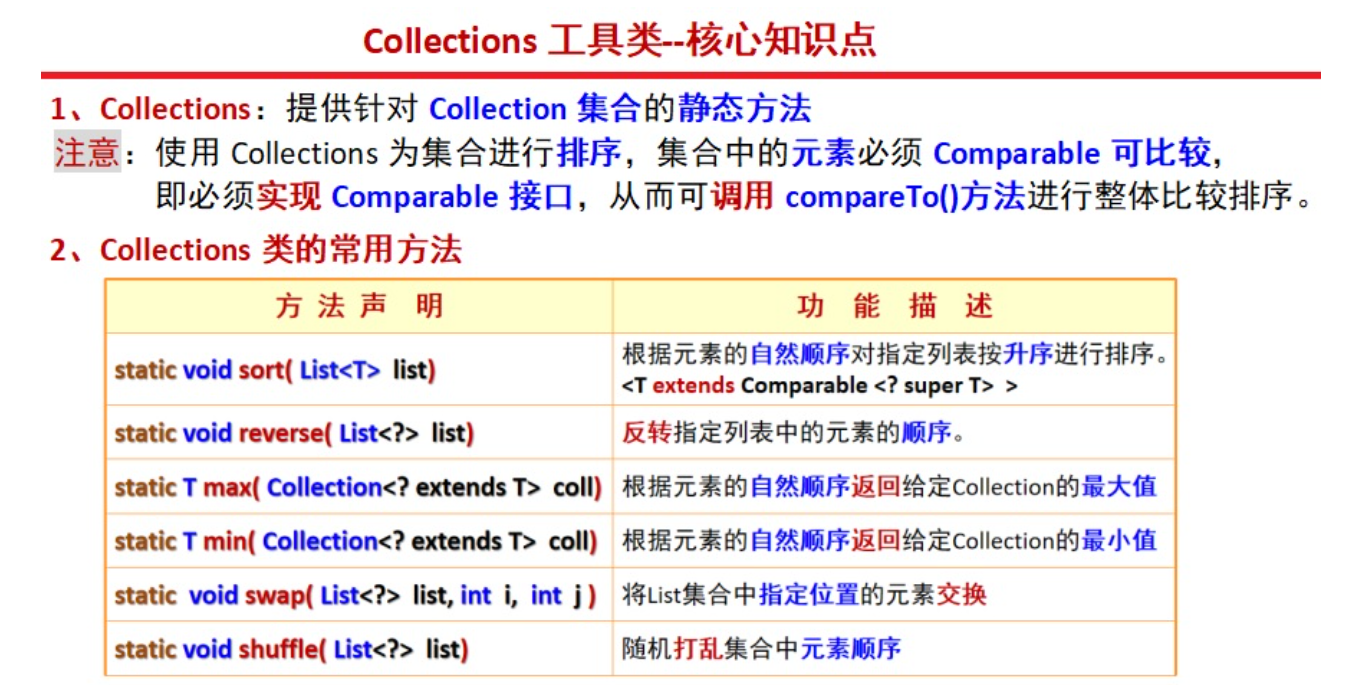 Collections 工具类--核心知识点
1、Collections：提供针对 Collection 集合的静态方法
注意：使用 Collections 为集合进行排序，集合中的元素必须 Comparable 可比较，
即必须实现 Comparable 接口，从而可调用 compareTo()方法进行整体比较排序。
2、Collections 类的常用方法
方 法 声 明 功 能 描 述
static void sort( List<T> list) 根据元素的自然顺序对指定列表按升序进行排序。
<T extends Comparable <? super T> >
static void reverse( List<?> list) 反转指定列表中的元素的顺序。
static T max( Collection<? extends T> coll) 根据元素的自然顺序返回给定Collection的最大值
static T min( Collection<? extends T> coll) 根据元素的自然顺序返回给定Collection的最小值
static void swap( List<?> list, int i, int j ) 将List集合中指定位置的元素交换
static void shuffle( List<?> list) 随机打乱集合中元素顺序